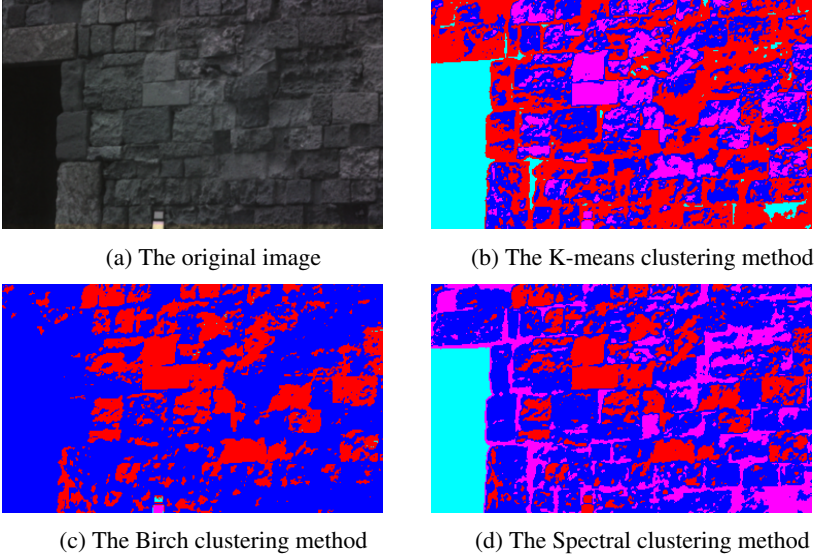 (a) The original image
(b) The K-means clustering method
(c) The Birch clustering method
(d) The Spectral clustering method